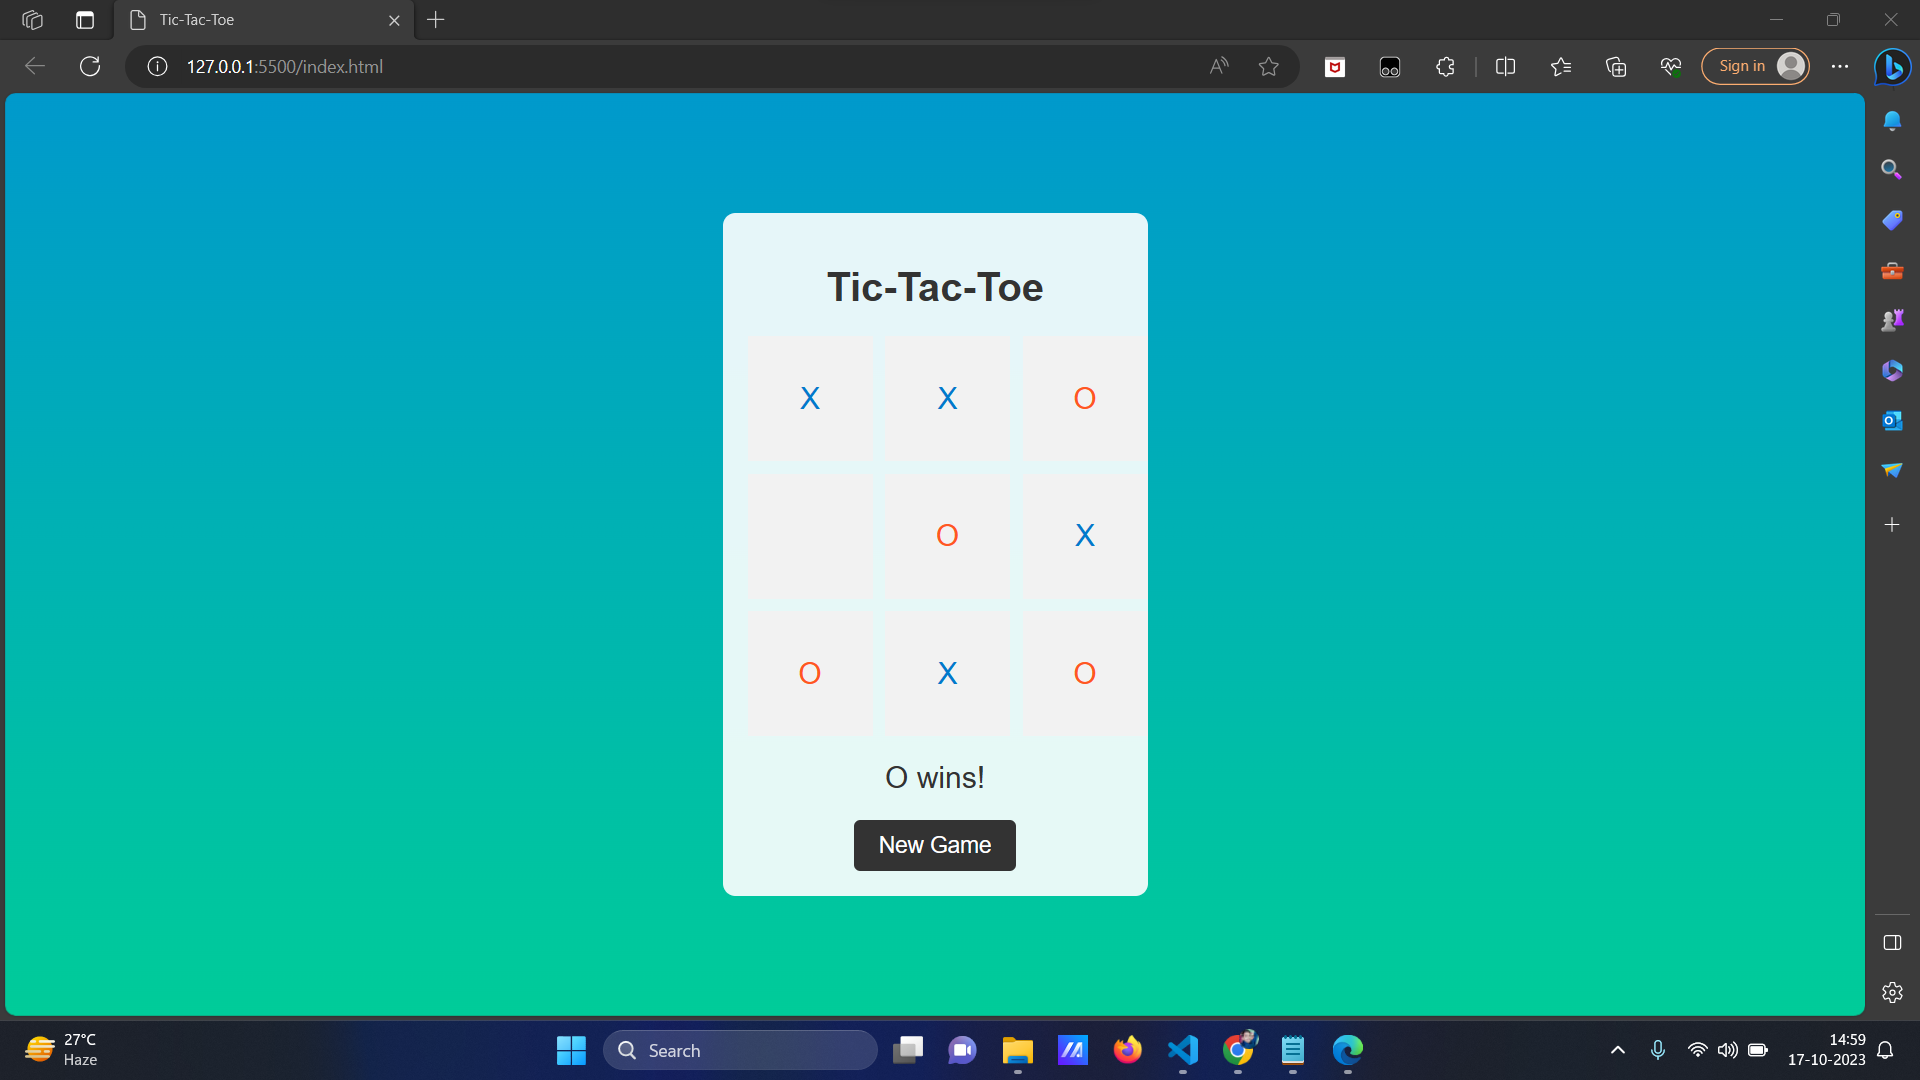 Tic-Tac-Toe
127.0.0.1:5500/index.html
Sign in
Tic-Tac-Toe
X X O
O X
O X O
O wins!
New Game
27°C
Haze
Search
14:59
17-10-2023